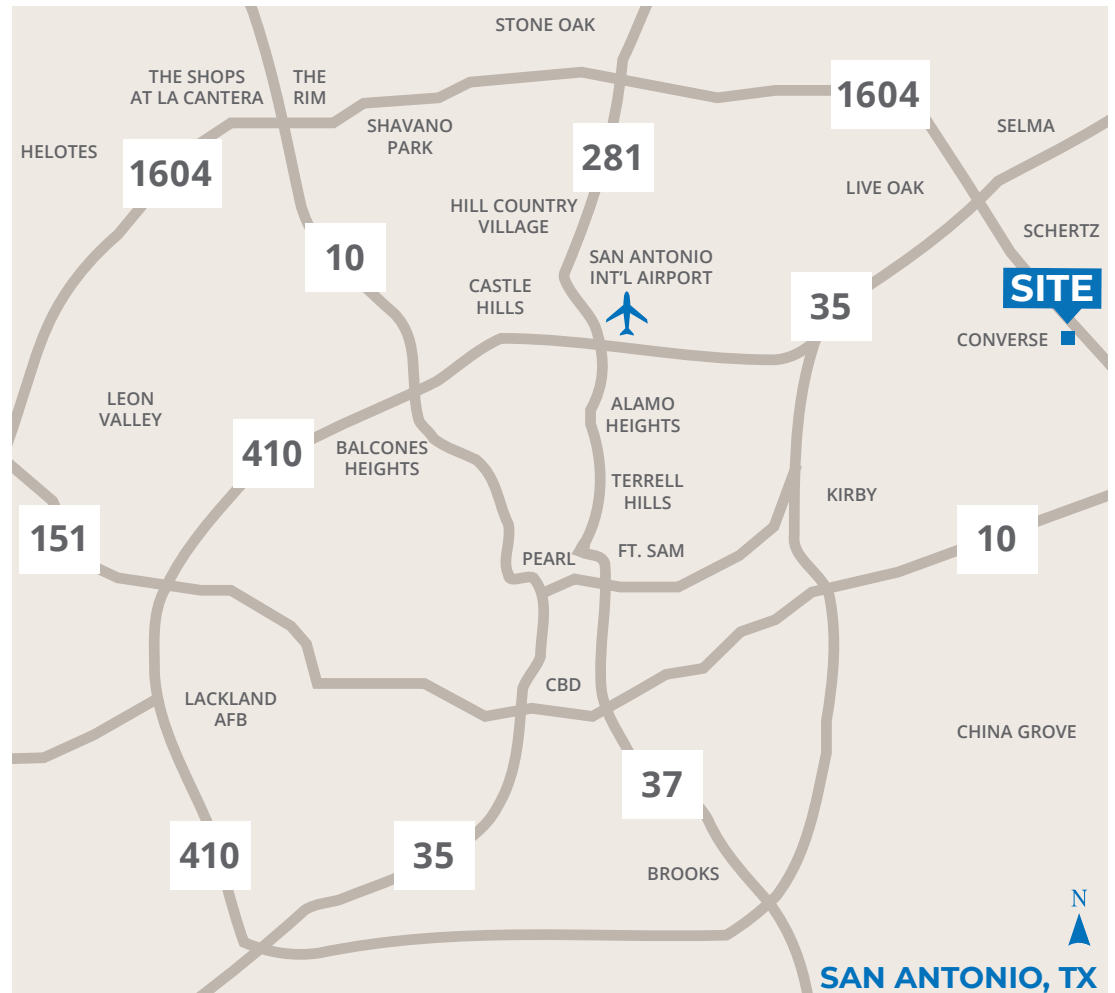 STONE OAK
THE SHOPS
AT LA CANTERA
THE
RIM
1604
SHAVANO
PARK
SELMA
HELOTES
281
1604
LIVE OAK
HILL COUNTRY
VILLAGE
SCHERTZ
10
SAN ANTONIO
INT'L AIRPORT
CASTLE
HILLS
SITE
35
CONVERSE
LEON
VALLEY
ALAMO
HEIGHTS
410
BALCONES
HEIGHTS
TERRELL
HILLS
KIRBY
151
10
PEARL
FT. SAM
CBD
LACKLAND
AFB
CHINA GROVE
37
410
35
BROOKS
N
SAN ANTONIO, TX